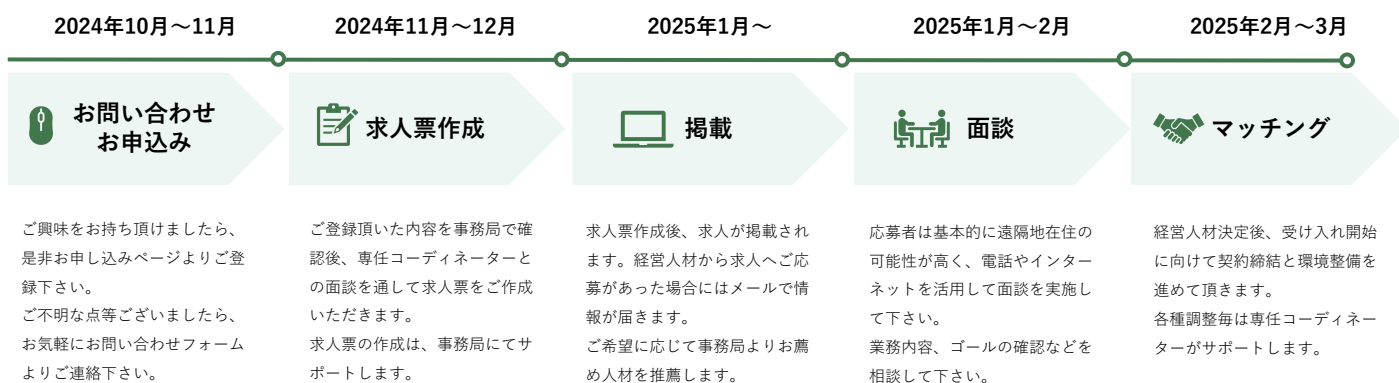 2024年10月～11月
お問い合わせ
お申込み
ご興味をお持ち頂けましたら、
是非お申し込みページよりご登
録下さい。
ご不明な点等ございましたら、
お気軽にお問い合わせフォーム
よりご連絡下さい。
2024年11月～12月
求人票作成
ご登録頂いた内容を事務局で確
認後、専任コーディネーターと
の面談を通して求人票をご作成
いただきます。
求人票の作成は、事務局にてサ
ポートします。
2025年1月～
掲載
求人票作成後、求人が掲載され
ます。経営人材から求人へご応
募があった場合にはメールで情
報が届きます。
ご希望に応じて事務局よりお薦
め人材を推薦します。
2025年1月～2月
面談
応募者は基本的に遠隔地在住の
可能性が高く、電話やインター
ネットを活用して面談を実施し
て下さい。
業務内容、ゴールの確認などを
相談して下さい。
2025年2月～3月
マッチング
経営人材決定後、受け入れ開始
に向けて契約締結と環境整備を
進めて頂きます。
各種調整毎は専任コーディネー
ターがサポートします。